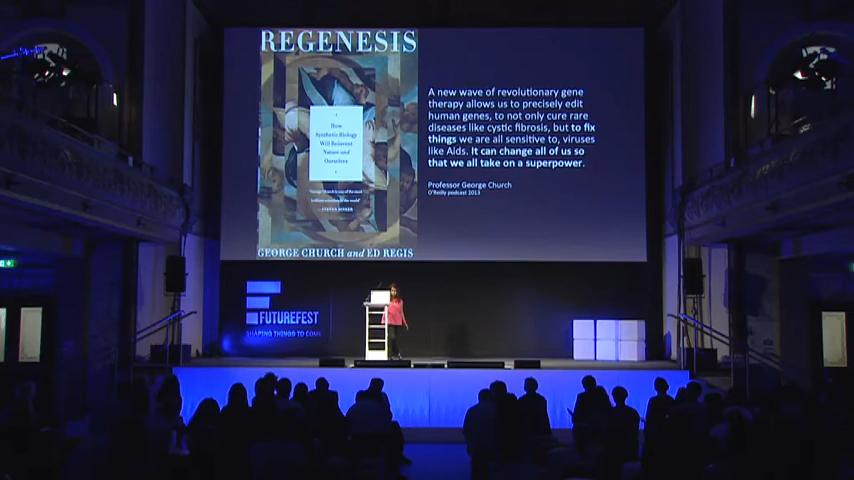 REGENESIS
How
Synthetic Biology
Will Reinvent
Nature and
Ourselves
—STEVEN PINKER
GEORGE CHURCH and ED REGIS
A new wave of revolutionary gene
therapy allows us to precisely edit
human genes, to not only cure rare
diseases like cystic fibrosis, but to fix
things we are all sensitive to, viruses
like Aids. It can change all of us so
that we all take on a superpower.
Professor George Church
O'Reilly podcast 2013
FUTUREFEST
SHAPING THINGS TO COME